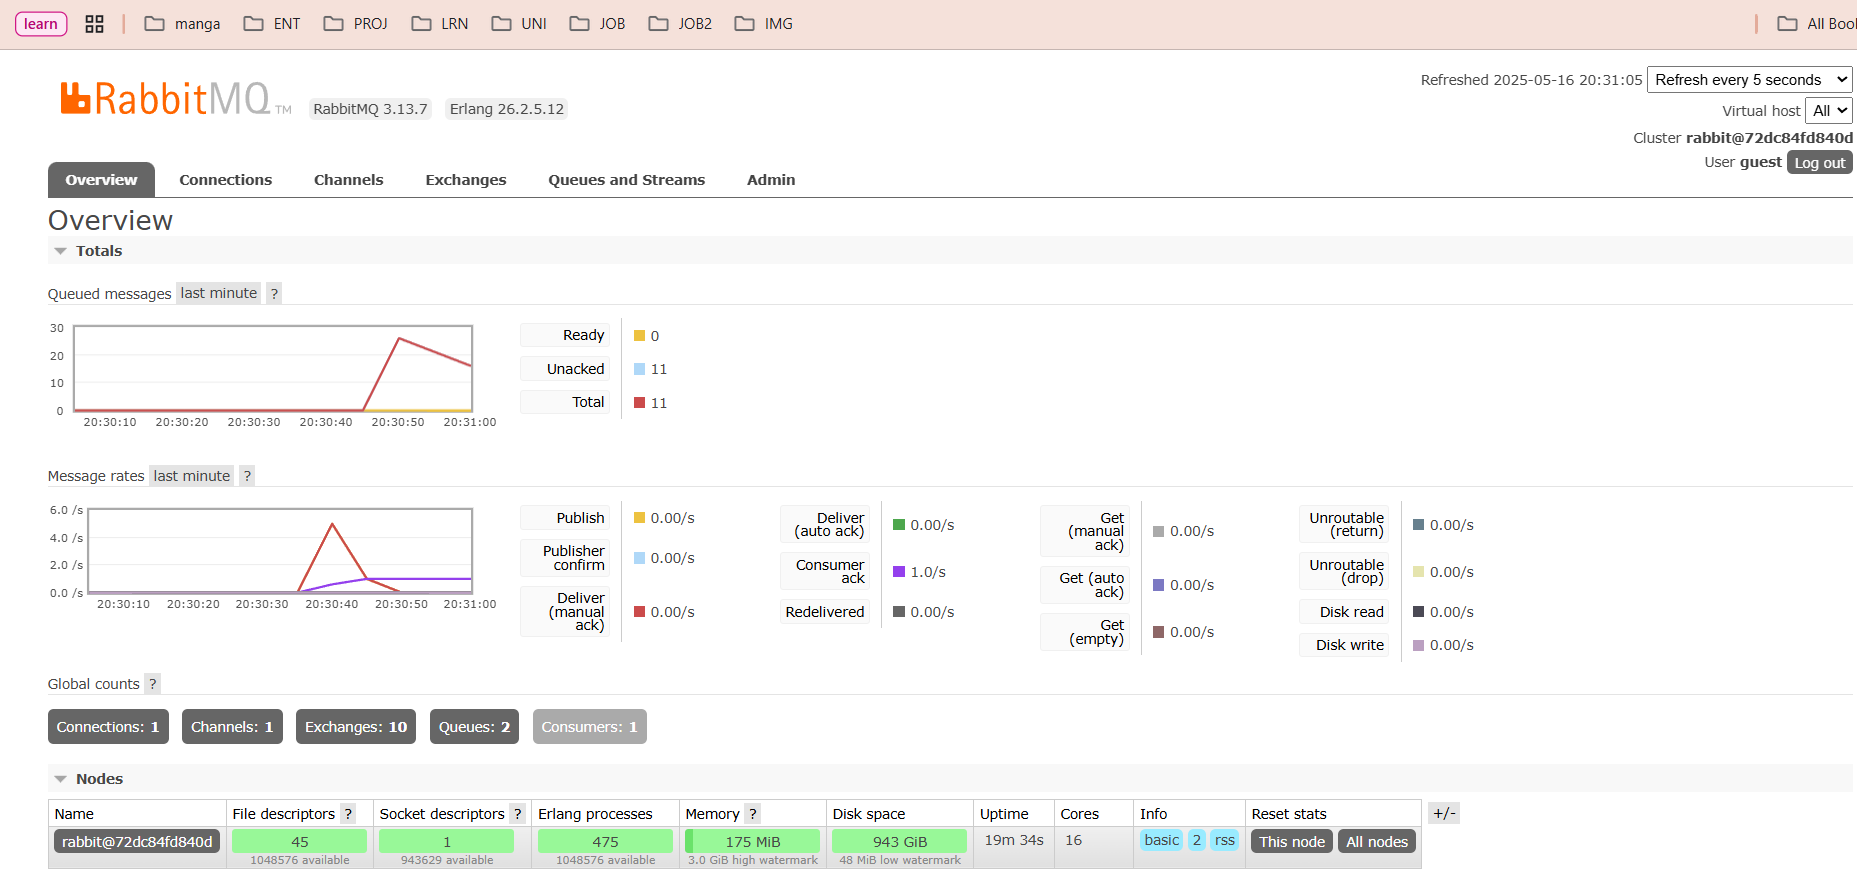 learn manga ENT PROJ LRN UNI JOB JOB2 IMG All Bool
RabbitMQ TM RabbitMQ 3.13.7 Erlang 26.2.5.12
Refreshed 2025-05-16 20:31:05 Refresh every 5 seconds
Virtual host All
Cluster rabbit@72dc84fd840d
User guest Log out
Overview Connections Channels Exchanges Queues and Streams Admin
Overview
Totals
Queued messages last minute ?
30
20
10
0
20:30:10 20:30:20 20:30:30 20:30:40 20:30:50 20:31:00
Ready 0
Unacked 11
Total 11
Message rates last minute ?
6.0 /s
4.0 /s
2.0 /s
0.0 /s
20:30:10 20:30:20 20:30:30 20:30:40 20:30:50 20:31:00
Publish 0.00/s
Publisher
confirm 0.00/s
Deliver
(manual
ack) 0.00/s
Deliver
(auto ack) 0.00/s
Consumer
ack 1.0/s
Redelivered 0.00/s
Get
(manual
ack) 0.00/s
Get (auto
ack) 0.00/s
Get
(empty) 0.00/s
Unroutable
(return) 0.00/s
Unroutable
(drop) 0.00/s
Disk read 0.00/s
Disk write 0.00/s
Global counts ?
Connections: 1 Channels: 1 Exchanges: 10 Queues: 2 Consumers: 1
Nodes
Name File descriptors ? Socket descriptors ? Erlang processes Memory ? Disk space Uptime Cores Info Reset stats +/-
rabbit@72dc84fd840d 45 1 475 175 MiB 943 GiB 19m 34s 16 basic 2 rss This node All nodes
1048576 available 943629 available 1048576 available 3.0 GiB high watermark 48 MiB low watermark